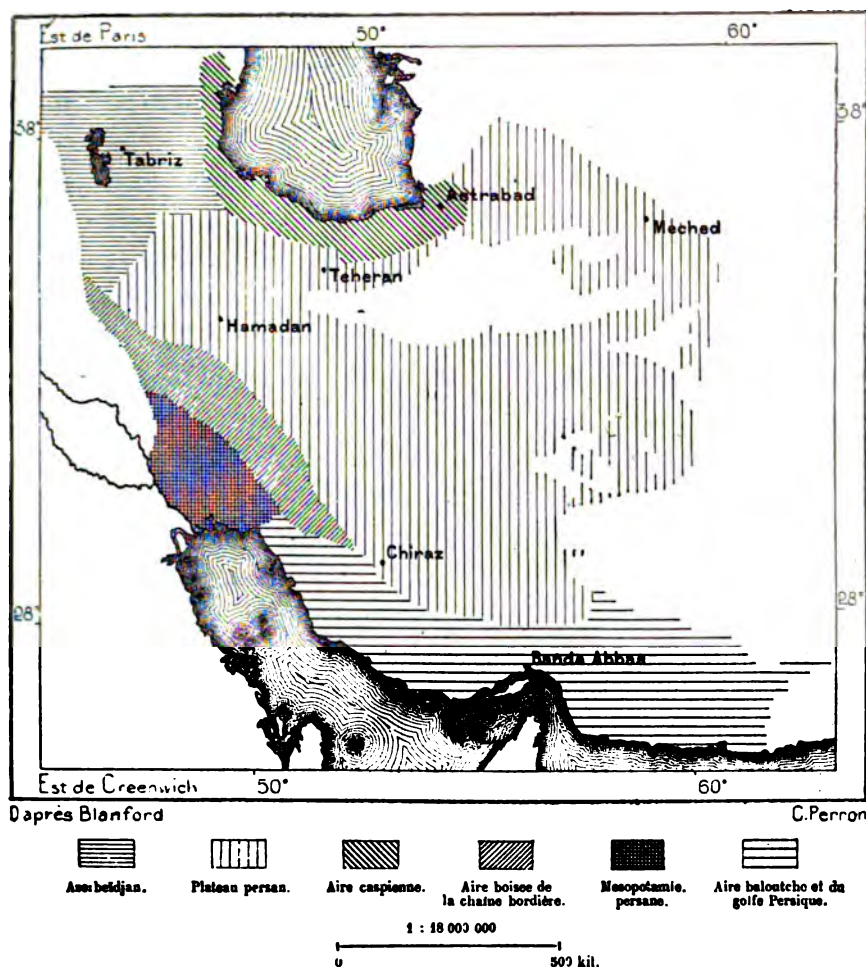 Est de Paris 50° 60°
38° 38°
Tabriz
Astrabad
Meched
Teheran
Hamadan
Chiraz
28° 28°
Banda Abbas
Est de Greenwich 50° 60°
D'après Blanford C. Perron
Aserbeïdjan. Plateau persan. Aire caspienne. Aire boisée de la chaîne bordière. Mesopotamie persane. Aire baloutche et du golfe Persique.
1 : 18 000 000
0 500 kil.